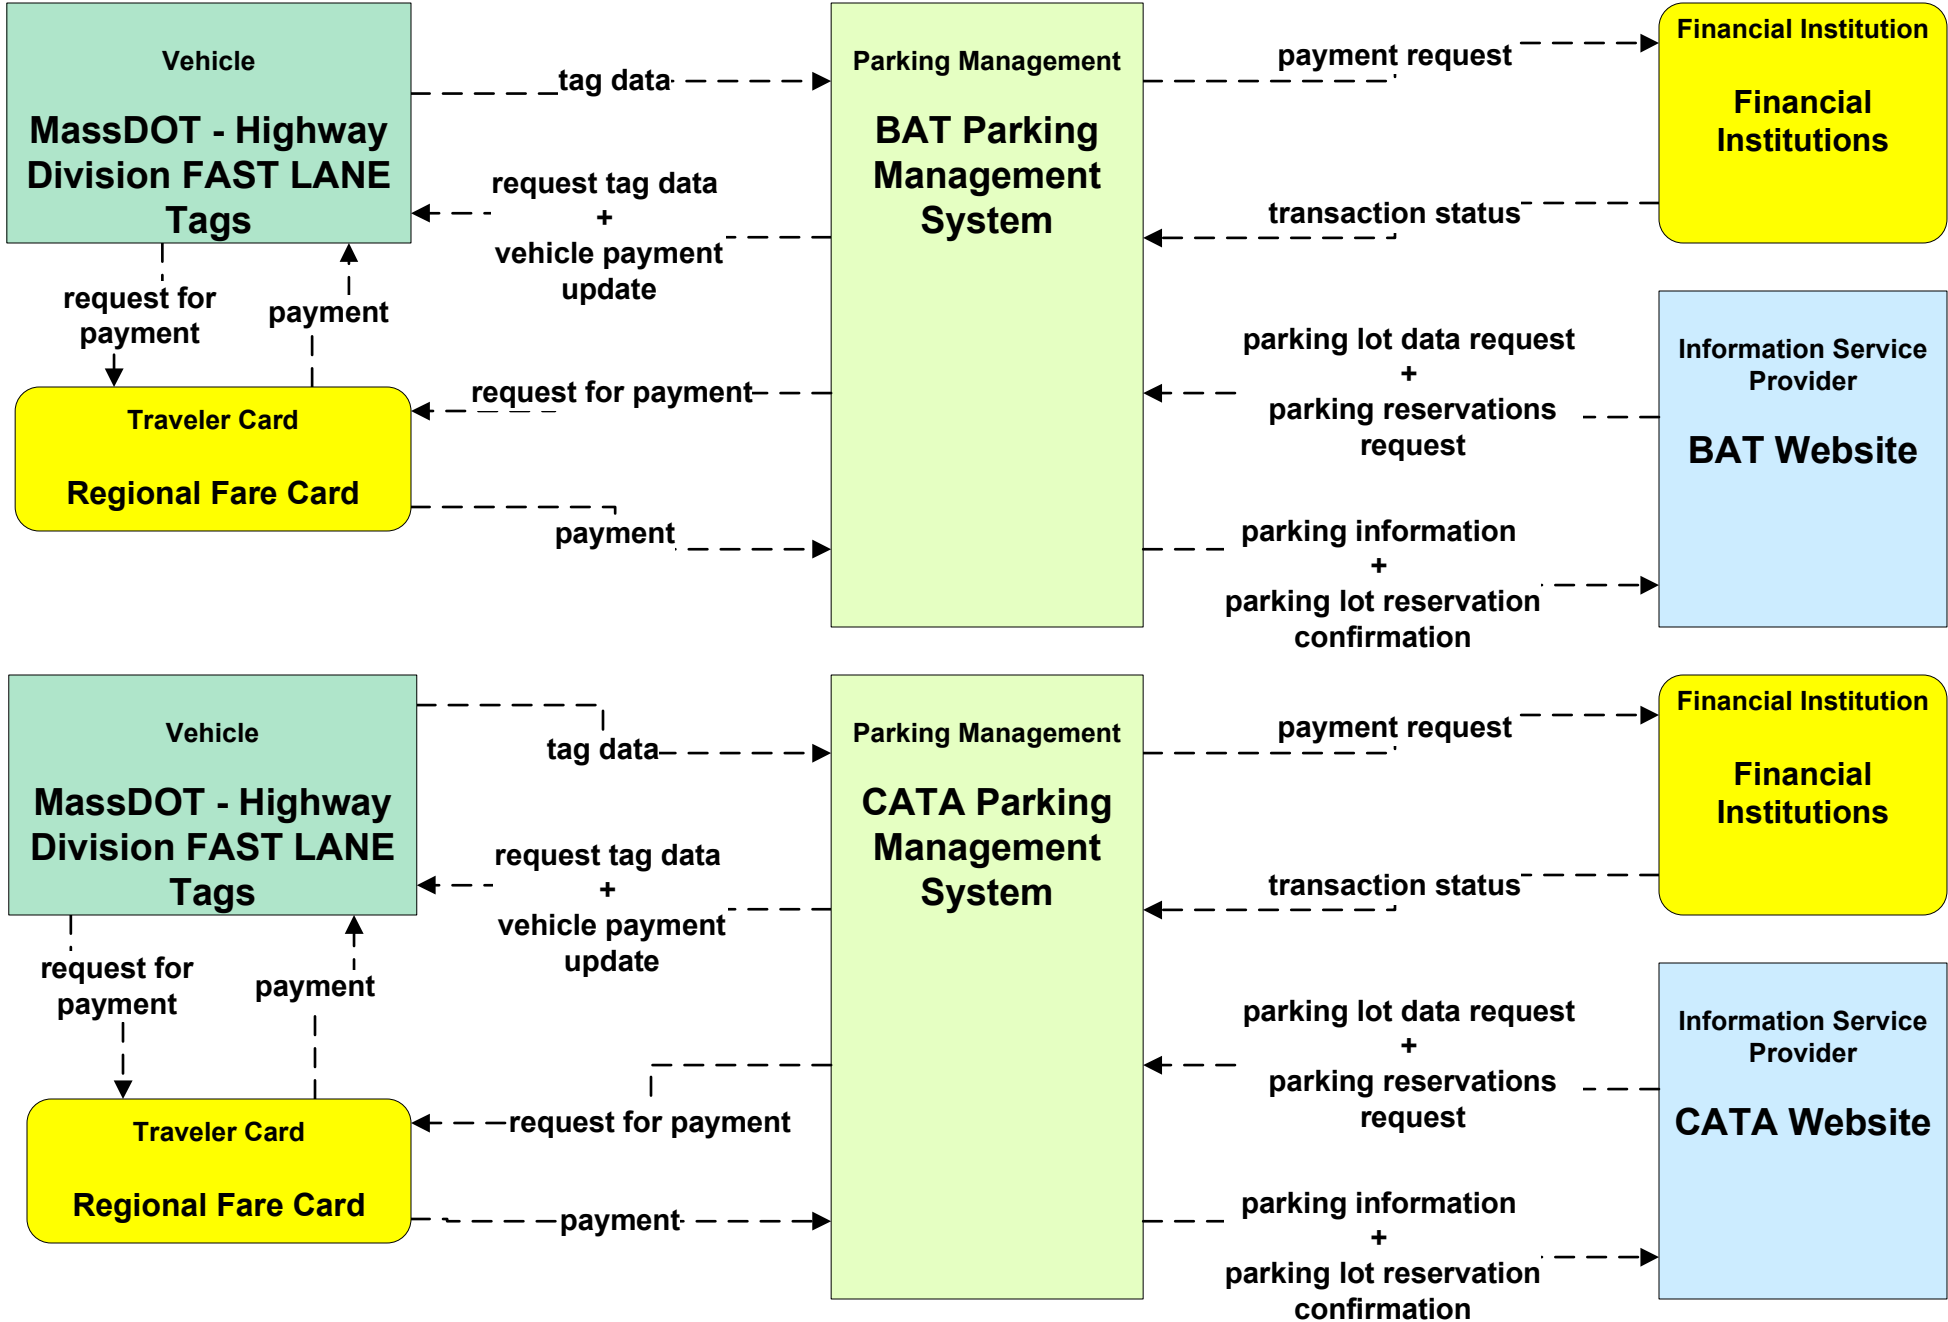 Vehicle
MassDOT - Highway
Division FAST LANE
Tags
tag data
request tag data
+
vehicle payment
update
request for
payment
payment
Traveler Card
Regional Fare Card
request for payment
payment
Parking Management
BAT Parking
Management
System
payment request
transaction status
Financial Institution
Financial
Institutions
parking lot data request
+
parking reservations
request
parking information
+
parking lot reservation
confirmation
Information Service
Provider
BAT Website
Vehicle
MassDOT - Highway
Division FAST LANE
Tags
tag data
request tag data
+
vehicle payment
update
request for
payment
payment
Traveler Card
Regional Fare Card
request for payment
payment
Parking Management
CATA Parking
Management
System
payment request
transaction status
Financial Institution
Financial
Institutions
parking lot data request
+
parking reservations
request
parking information
+
parking lot reservation
confirmation
Information Service
Provider
CATA Website